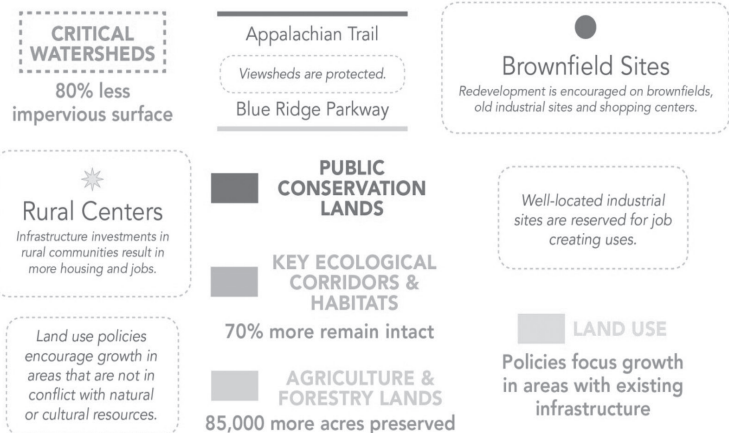 CRITICAL
WATERSHEDS
80% less
impervious surface
Appalachian Trail
Viewsheds are protected.
Blue Ridge Parkway
Brownfield Sites
Redevelopment is encouraged on brownfields,
old industrial sites and shopping centers.
Rural Centers
Infrastructure investments in
rural communities result in
more housing and jobs.
PUBLIC
CONSERVATION
LANDS
Well-located industrial
sites are reserved for job
creating uses.
KEY ECOLOGICAL
CORRIDORS &
HABITATS
70% more remain intact
Land use policies
encourage growth in
areas that are not in
conflict with natural
or cultural resources.
AGRICULTURE &
FORESTRY LANDS
85,000 more acres preserved
LAND USE
Policies focus growth
in areas with existing
infrastructure